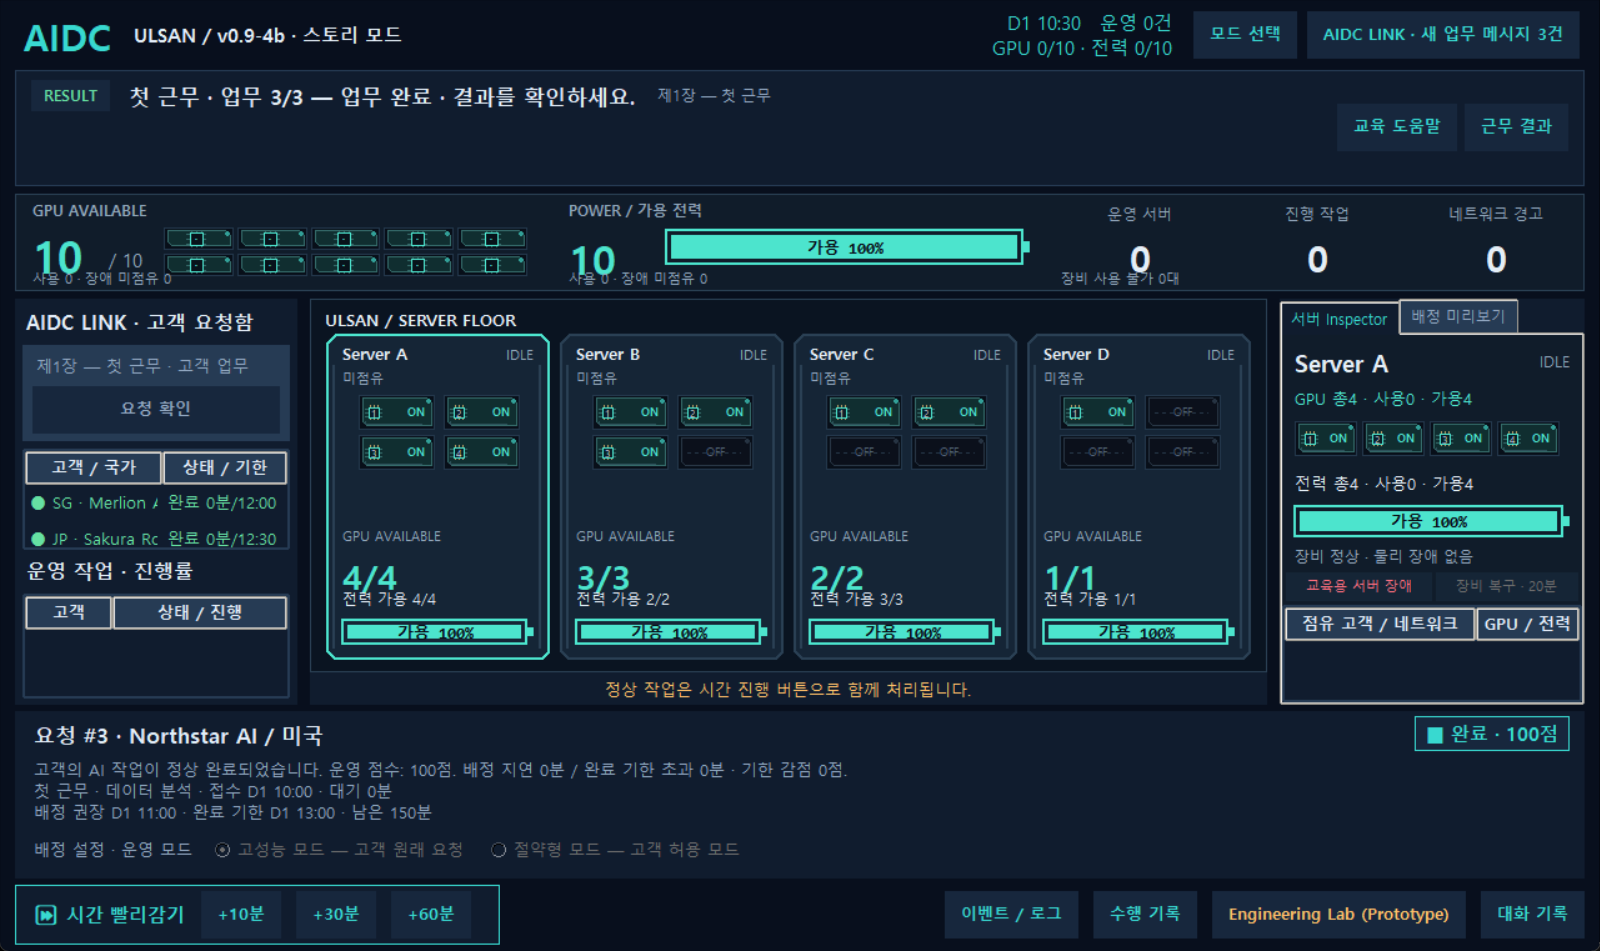 AIDC ULSAN / v0.9-4b · 스토리 모드
D1 10:30 운영 0건
GPU 0/10 · 전력 0/10
모드 선택
AIDC LINK · 새 업무 메시지 3건
RESULT 첫 근무 · 업무 3/3 — 업무 완료 · 결과를 확인하세요. 제1장 — 첫 근무
교육 도움말 근무 결과
GPU AVAILABLE
10 / 10
사용 0 · 장애 미점유 0
POWER / 가용 전력
10
가용 100%
사용 0 · 장애 미점유 0
운영 서버
0
장비 사용 불가 0대
진행 작업
0
네트워크 경고
0
AIDC LINK · 고객 요청함
제1장 — 첫 근무 · 고객 업무
요청 확인
고객 / 국가 상태 / 기한
SG · Merlion 완료 0분/12:00
JP · Sakura 완료 0분/12:30
운영 작업 · 진행률
고객 상태 / 진행
ULSAN / SERVER FLOOR
Server A IDLE
미점유
1 ON 2 ON
3 ON 4 ON
GPU AVAILABLE
4/4
전력 가용 4/4
가용 100%
Server B IDLE
미점유
1 ON 2 ON
3 ON OFF
GPU AVAILABLE
3/3
전력 가용 2/2
가용 100%
Server C IDLE
미점유
1 ON 2 ON
OFF OFF
GPU AVAILABLE
2/2
전력 가용 3/3
가용 100%
Server D IDLE
미점유
1 ON OFF
OFF OFF
GPU AVAILABLE
1/1
전력 가용 1/1
가용 100%
정상 작업은 시간 진행 버튼으로 함께 처리됩니다.
서버 Inspector 배정 미리보기
Server A IDLE
GPU 총4 · 사용0 · 가용4
1 ON 2 ON 3 ON 4 ON
전력 총4 · 사용0 · 가용4
가용 100%
장비 정상 · 물리 장애 없음
교육용 서버 장애 장비 복구 · 20분
점유 고객 / 네트워크 GPU / 전력
요청 #3 · Northstar AI / 미국
완료 · 100점
고객의 AI 작업이 정상 완료되었습니다. 운영 점수: 100점. 배정 지연 0분 / 완료 기한 초과 0분 · 기한 감점 0점.
첫 근무 · 데이터 분석 · 접수 D1 10:00 · 대기 0분
배정 권장 D1 11:00 · 완료 기한 D1 13:00 · 남은 150분
배정 설정 · 운영 모드 고성능 모드 — 고객 원래 요청 절약형 모드 — 고객 허용 모드
시간 빨리감기 +10분 +30분 +60분
이벤트 / 로그 수행 기록 Engineering Lab (Prototype) 대화 기록